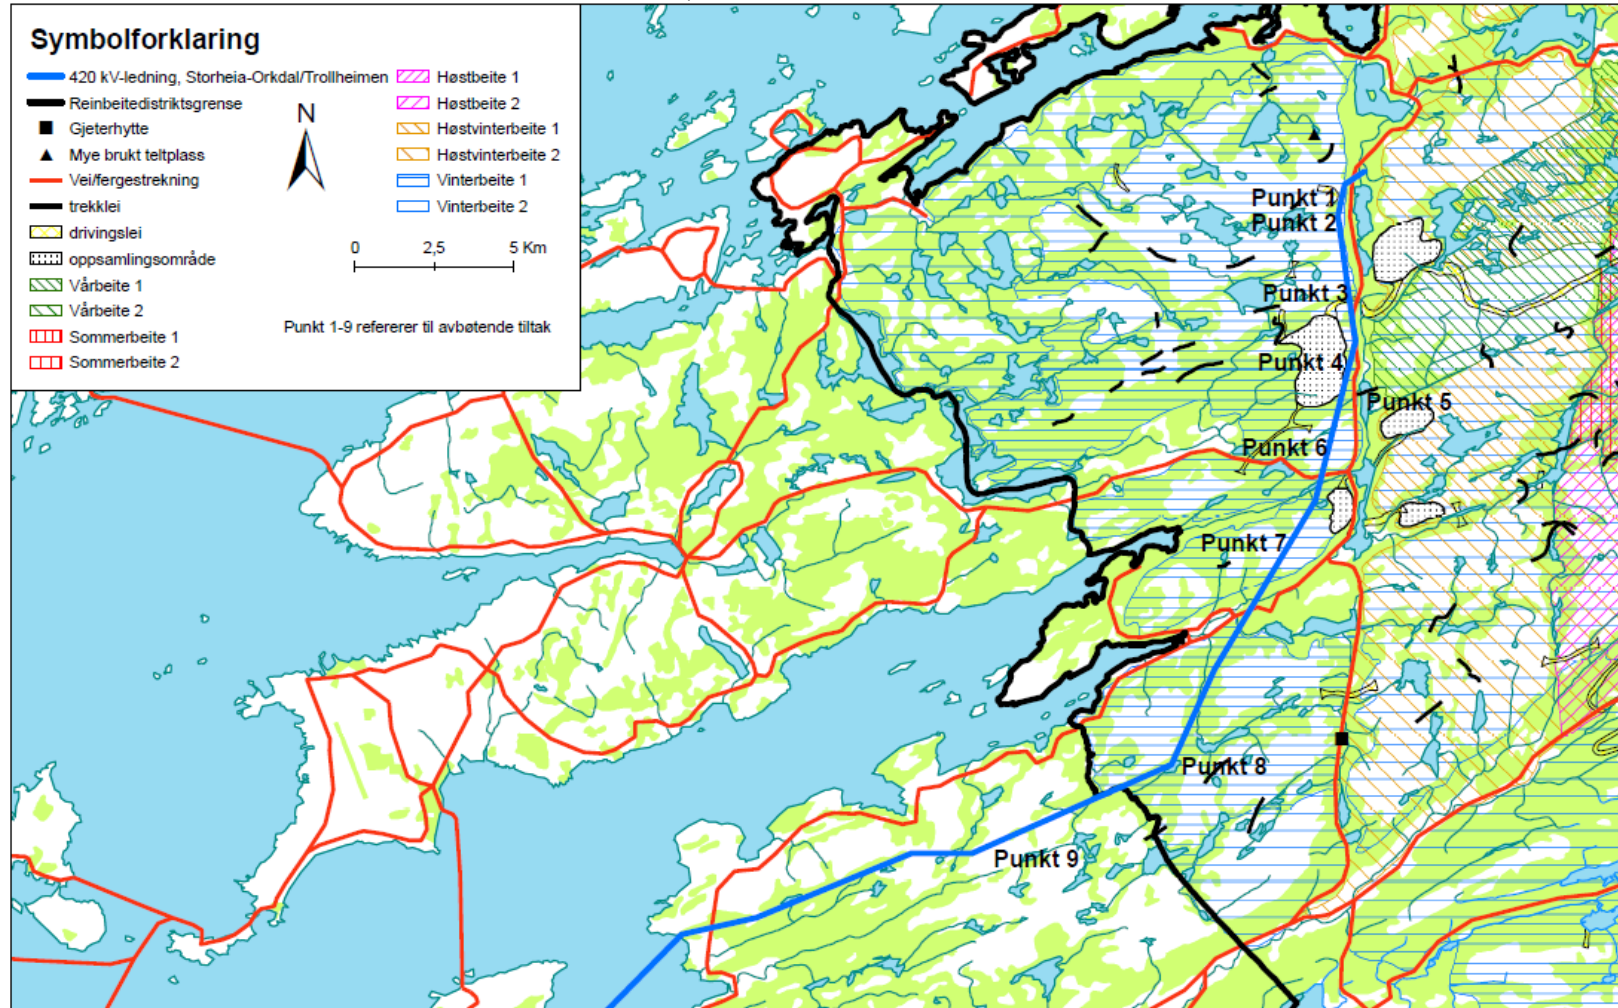 Symbolforklaring
420 kV-ledning, Storheia-Orkdal/Trollheimen
Reinbeitedistriktsgrense
Gjeterhytte
Mye brukt teltplass
Vei/fergestrekning
trekklei
drivingslei
oppsamlingsområde
Vårbeite 1
Vårbeite 2
Sommerbeite 1
Sommerbeite 2
Høstbeite 1
Høstbeite 2
Høstvinterbeite 1
Høstvinterbeite 2
Vinterbeite 1
Vinterbeite 2
N
0 2,5 5 Km
Punkt 1-9 refererer til avbøtende tiltak
Punkt 1
Punkt 2
Punkt 3
Punkt 4
Punkt 5
Punkt 6
Punkt 7
Punkt 8
Punkt 9